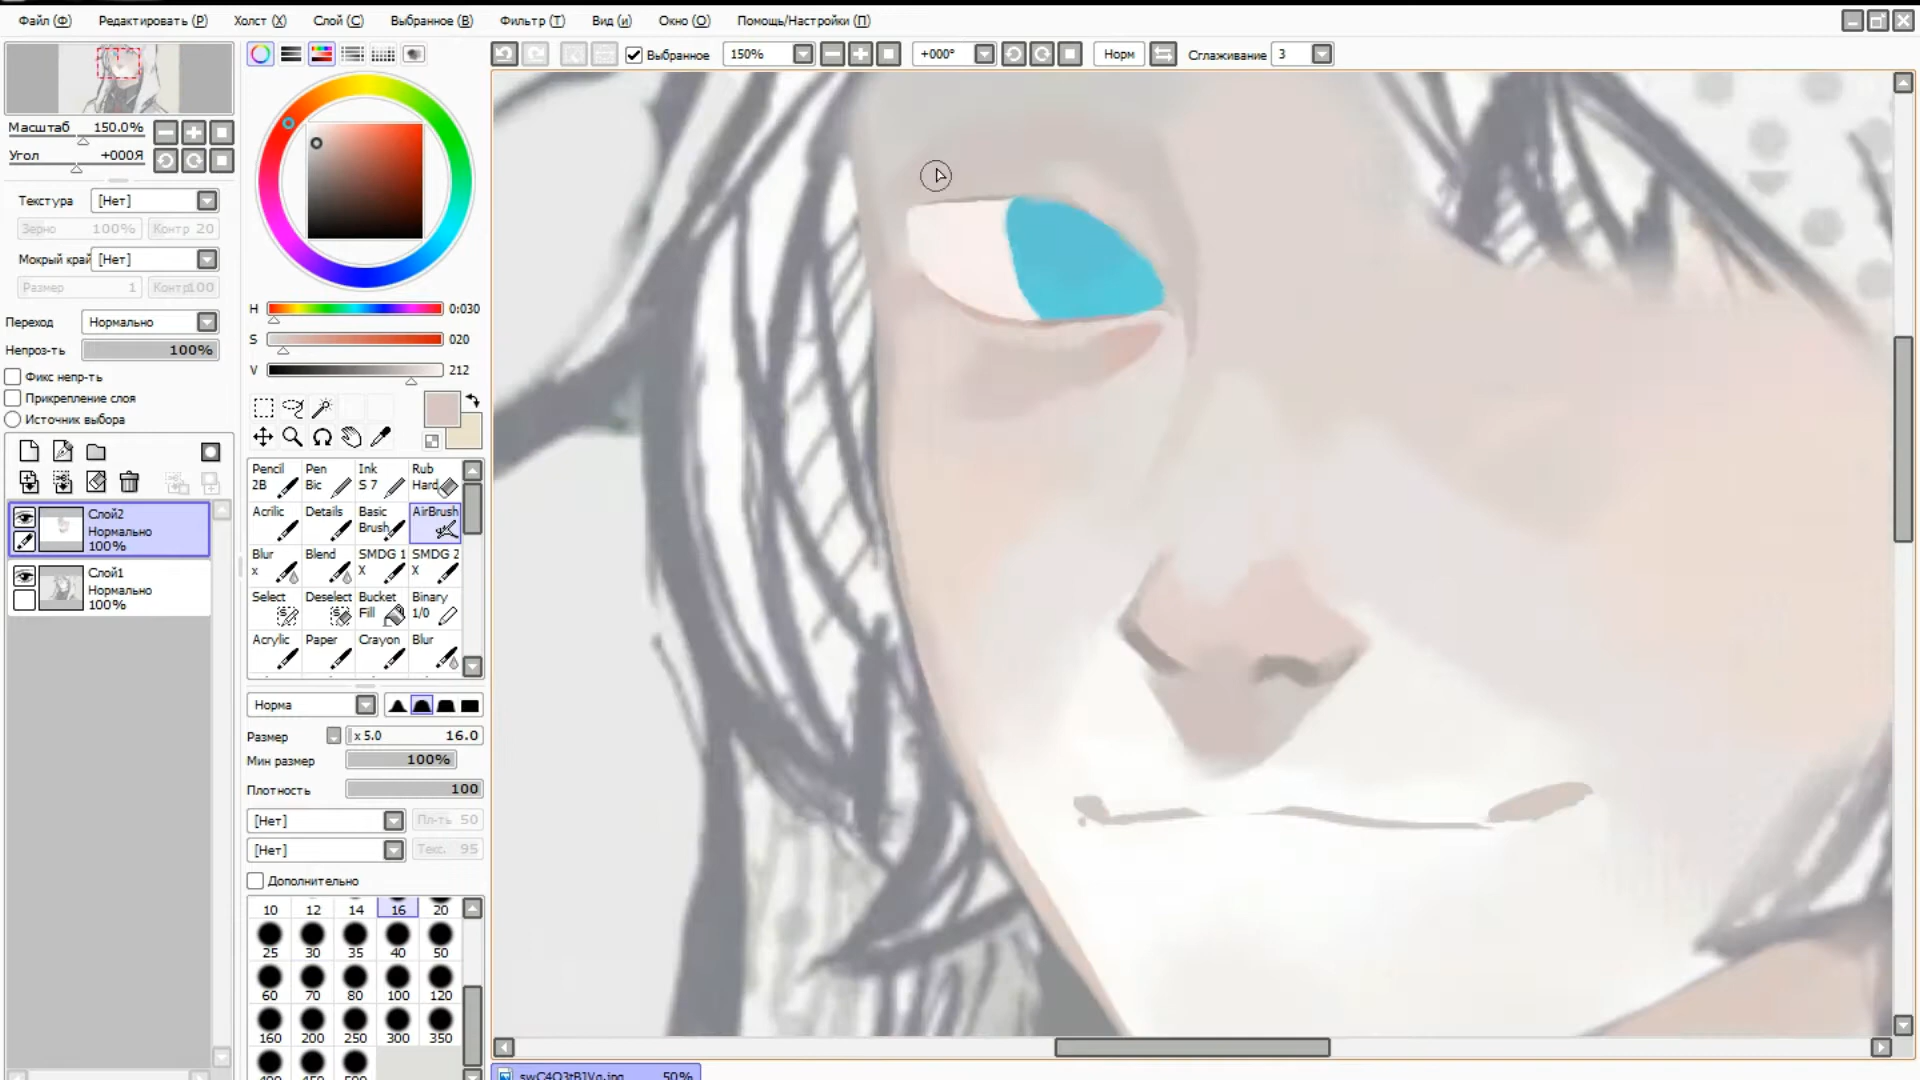 Файл (Ф) Редактировать (Р) Холст (Х) Слой (С) Выбранное (В) Фильтр (Т) Вид (и) Окно (О) Помощь/Настройки (П)
Выбранное 150% +000° Норм Сглаживание 3
Масштаб 150.0%
Угол +000Я
Текстура [Нет]
Зерно 100% Контр 20
Мокрый край [Нет]
Размер 1 Контр 100
Переход Нормально
Непроз-ть 100%
Фикс непр-ть
Прикрепление слоя
Источник выбора
Слой2
Нормально
100%
Слой1
Нормально
100%
H 0:030
S 020
V 212
Pencil 2B Pen Bic Ink S 7 Rub Hard
Acrilic Details Basic Brush AirBrush
Blur x Blend SMDG 1 X SMDG 2 X
Select Deselect Bucket Fill Binary 1/0
Acrylic Paper Crayon Blur
Норма
Размер x 5.0 16.0
Мин размер 100%
Плотность 100
[Нет] Пл-ть 50
[Нет] Текс. 95
Дополнительно
10 12 14 16 20
25 30 35 40 50
60 70 80 100 120
160 200 250 300 350
50%